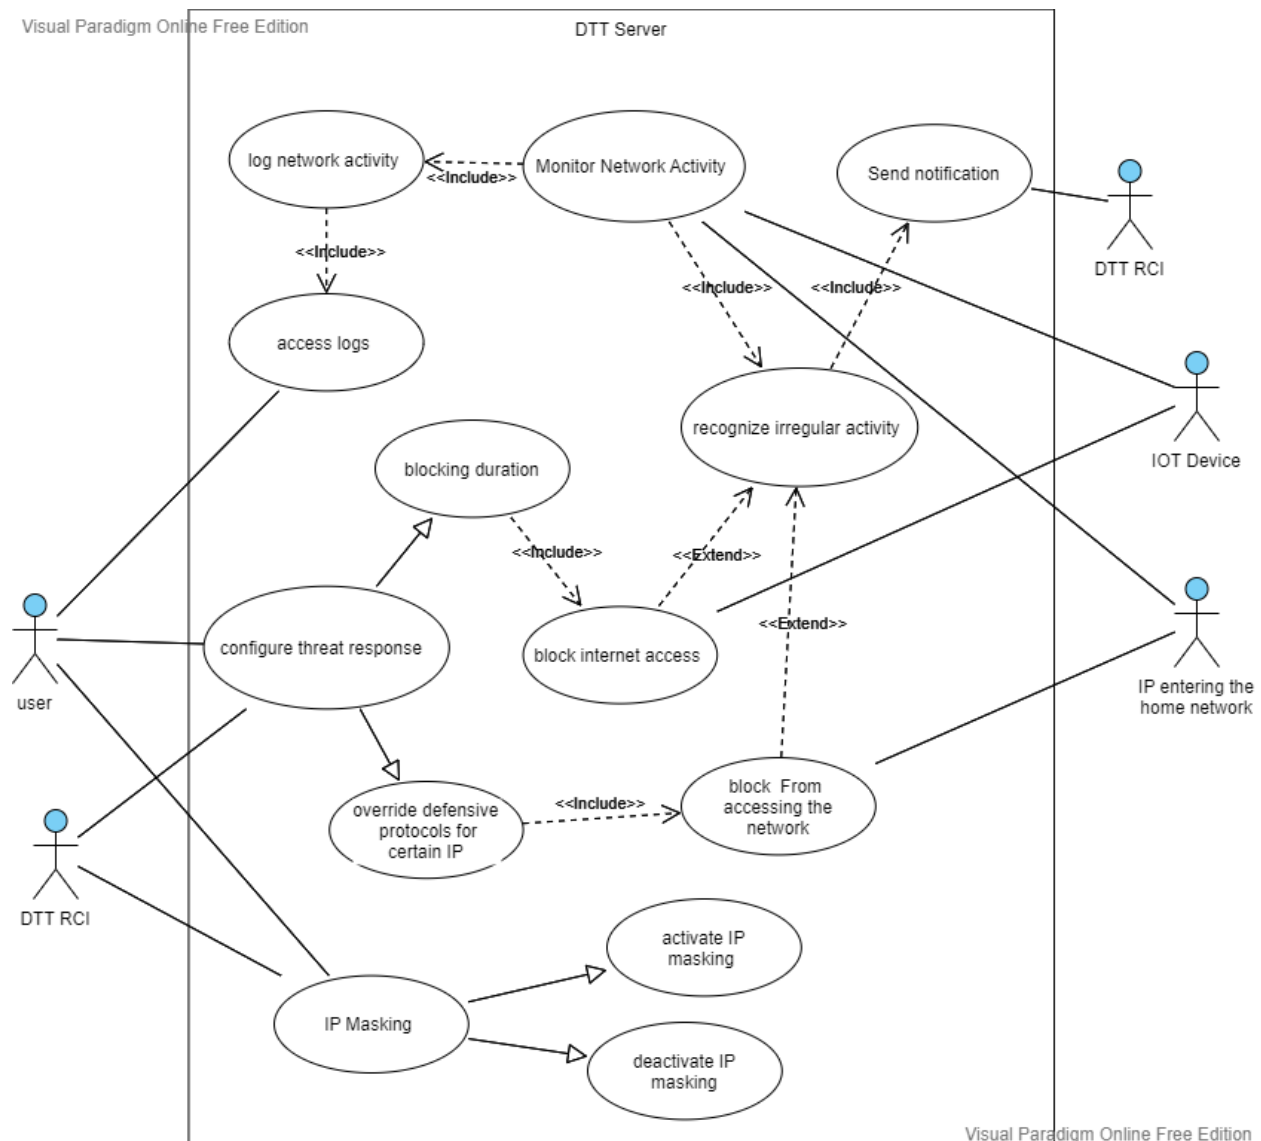 Visual Paradigm Online Free Edition
DTT Server
log network activity
<<Include>>
Monitor Network Activity
Send notification
DTT RCI
<<Include>>
<<Include>>
<<Include>>
access logs
IOT Device
recognize irregular activity
blocking duration
<<Include>>
<<Extend>>
<<Extend>>
user
configure threat response
block internet access
IP entering the
home network
override defensive
protocols for
certain IP
<<Include>>
block From
accessing the
network
DTT RCI
activate IP
masking
IP Masking
deactivate IP
masking
Visual Paradigm Online Free Edition